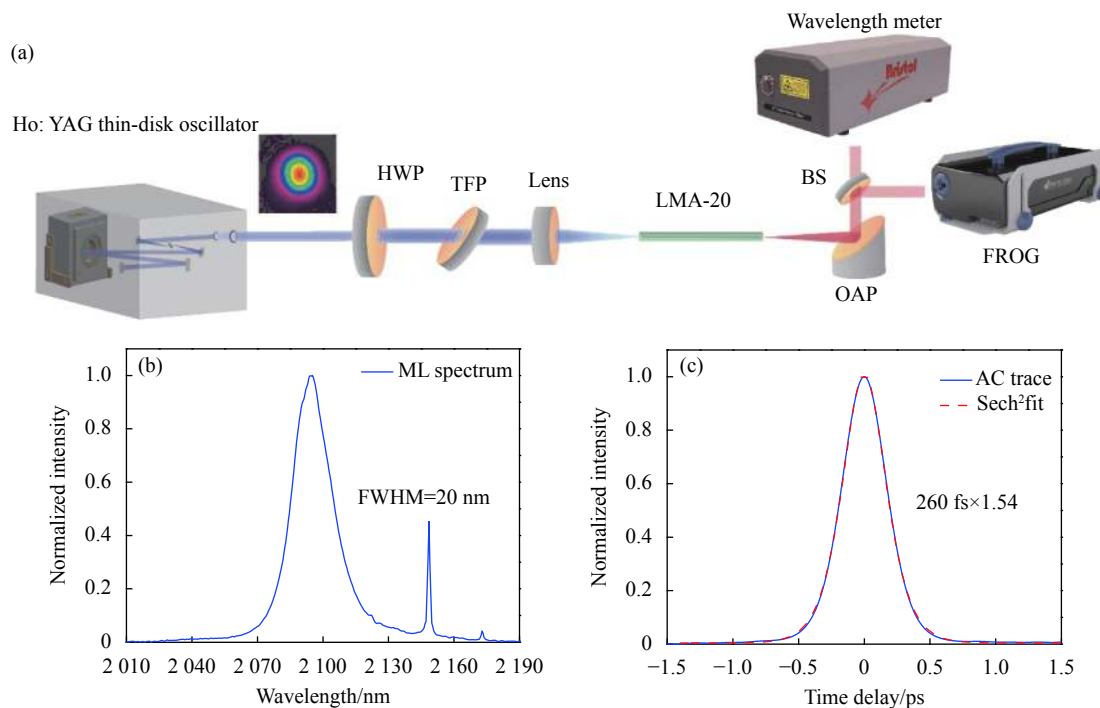 Wavelength meter
(a)
Bristol
Ho: YAG thin-disk oscillator
HWP
TFP
Lens
LMA-20
BS
FROG
OAP
(b)
ML spectrum
FWHM=20 nm
Normalized intensity
1.0
0.8
0.6
0.4
0.2
0
2 010
2 040
2 070
2 100
2 130
2 160
2 190
Wavelength/nm
(c)
AC trace
Sech²fit
260 fs×1.54
Normalized intensity
1.0
0.8
0.6
0.4
0.2
0
−1.5
−1.0
−0.5
0
0.5
1.0
1.5
Time delay/ps